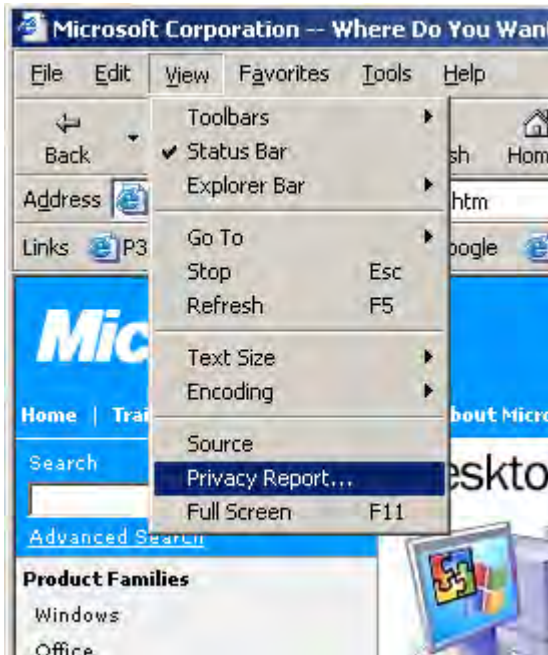 Microsoft Corporation -- Where Do You Want
File Edit View Favorites Tools Help
Back
Toolbars
Status Bar
Explorer Bar
Go To
Stop Esc
Refresh F5
Text Size
Encoding
Source
Privacy Report...
Full Screen F11
sh Hom
Address htm
Links P3 oogle
Mic
Home | Trai bout Micro
Search
eskto
Advanced Search
Product Families
Windows
Office